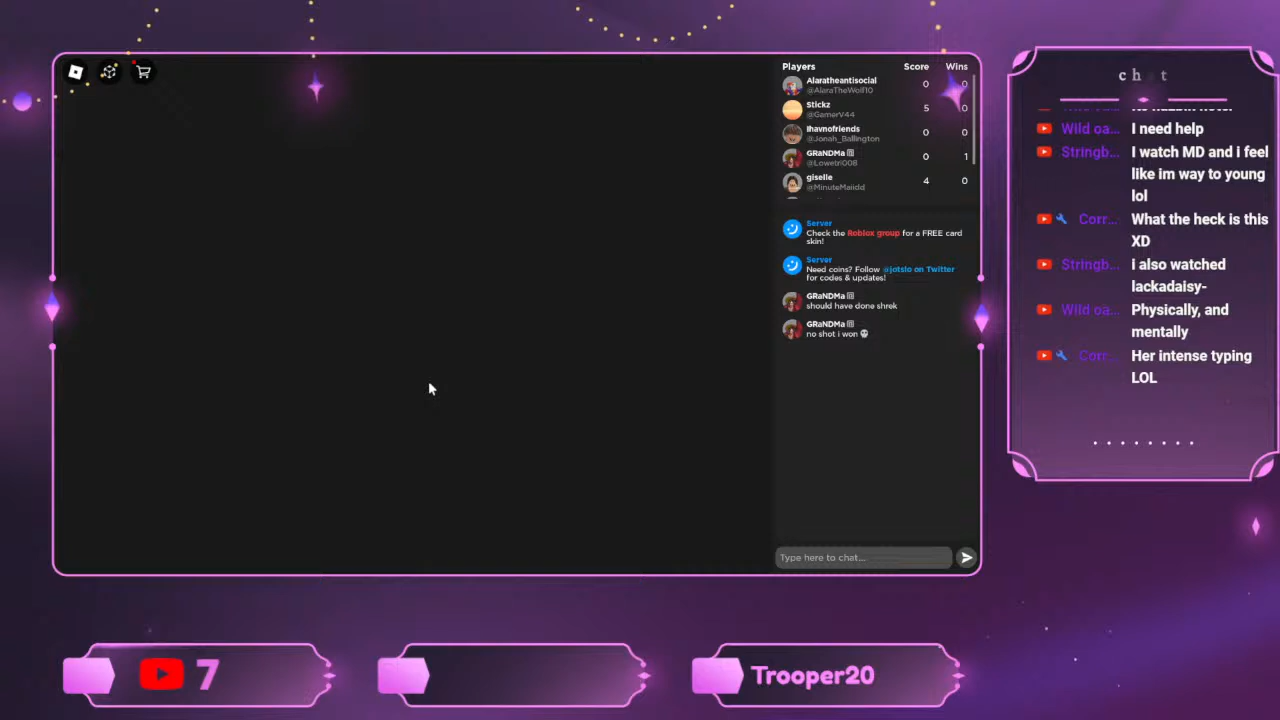 Players Score Wins
Alaratheantisocial 0 0
@AlaraTheWolf10
Stickz 5 0
@GamerV44
Ihavnofriends 0 0
@Jonah_Ballington
GRaNDMa 0 1
@Lowetri008
giselle 4 0
@MinuteMaiidd
Server
Check the Roblox group for a FREE card
skin!
Server
Need coins? Follow @jotslo on Twitter
for codes & updates!
GRaNDMa
should have done shrek
GRaNDMa
no shot i won 💀
Type here to chat...
chat
Wild oa... I need help
Stringb... I watch MD and i feel
like im way to young
lol
Corr... What the heck is this
XD
Stringb... i also watched
lackadaisy-
Wild oa... Physically, and
mentally
Corr... Her intense typing
LOL
. . . . . . . .
7
Trooper20